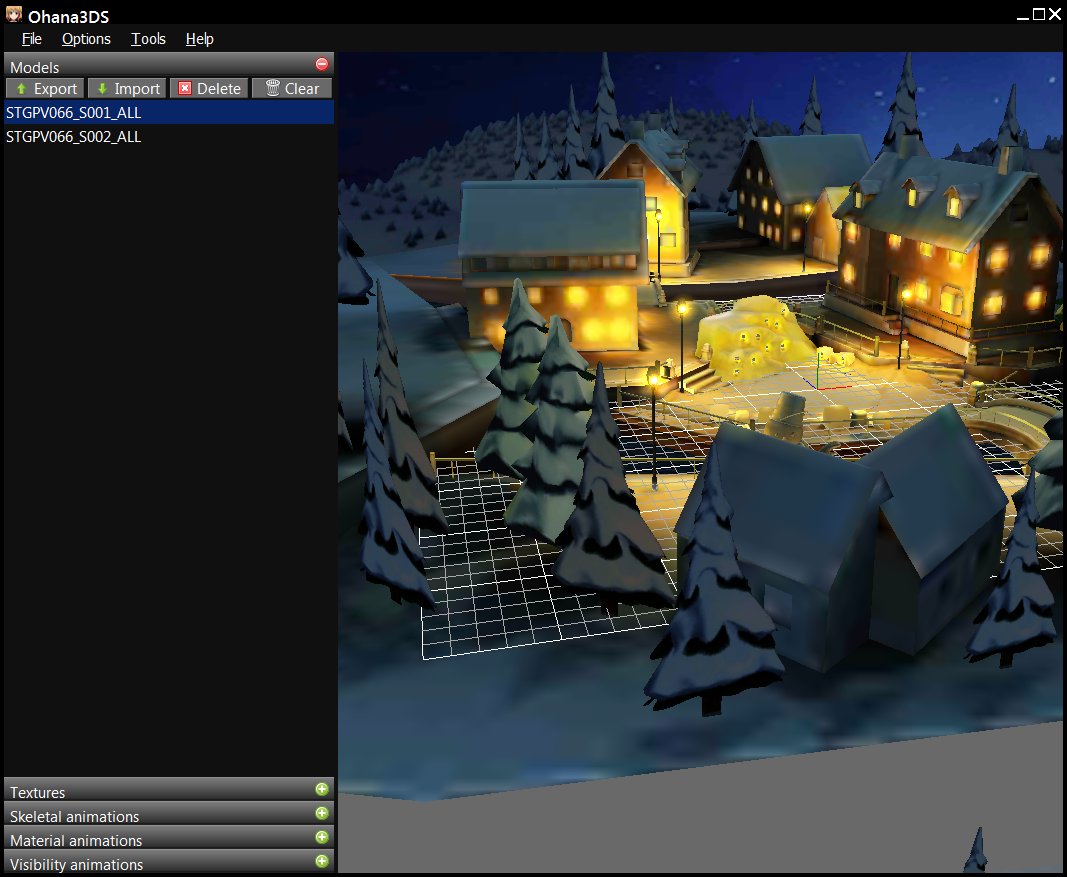 Ohana3DS
File Options Tools Help
Models
Export Import Delete Clear
STGPV066_S001_ALL
STGPV066_S002_ALL
Textures
Skeletal animations
Material animations
Visibility animations